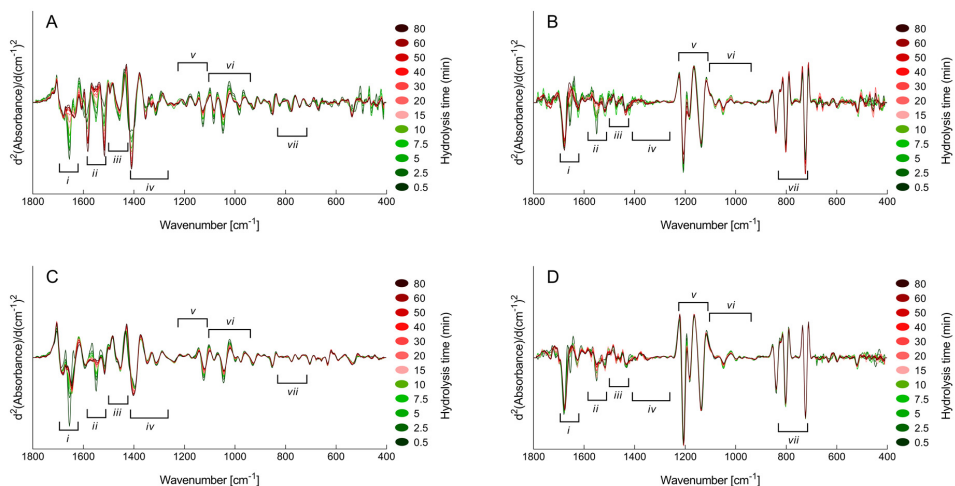 A
d²(Absorbance)/d(cm⁻¹)²
v
vi
i
ii
iii
iv
vii
1800 1600 1400 1200 1000 800 600 400
Wavenumber [cm⁻¹]
80
60
50
40
30
20
15
10
7.5
5
2.5
0.5
Hydrolysis time (min)
B
d²(Absorbance)/d(cm⁻¹)²
v
vi
i
ii
iii
iv
vii
1800 1600 1400 1200 1000 800 600 400
Wavenumber [cm⁻¹]
80
60
50
40
30
20
15
10
7.5
5
2.5
0.5
Hydrolysis time (min)
C
d²(Absorbance)/d(cm⁻¹)²
v
vi
i
ii
iii
iv
vii
1800 1600 1400 1200 1000 800 600 400
Wavenumber [cm⁻¹]
80
60
50
40
30
20
15
10
7.5
5
2.5
0.5
Hydrolysis time (min)
D
d²(Absorbance)/d(cm⁻¹)²
v
vi
i
ii
iii
iv
vii
1800 1600 1400 1200 1000 800 600 400
Wavenumber [cm⁻¹]
80
60
50
40
30
20
15
10
7.5
5
2.5
0.5
Hydrolysis time (min)